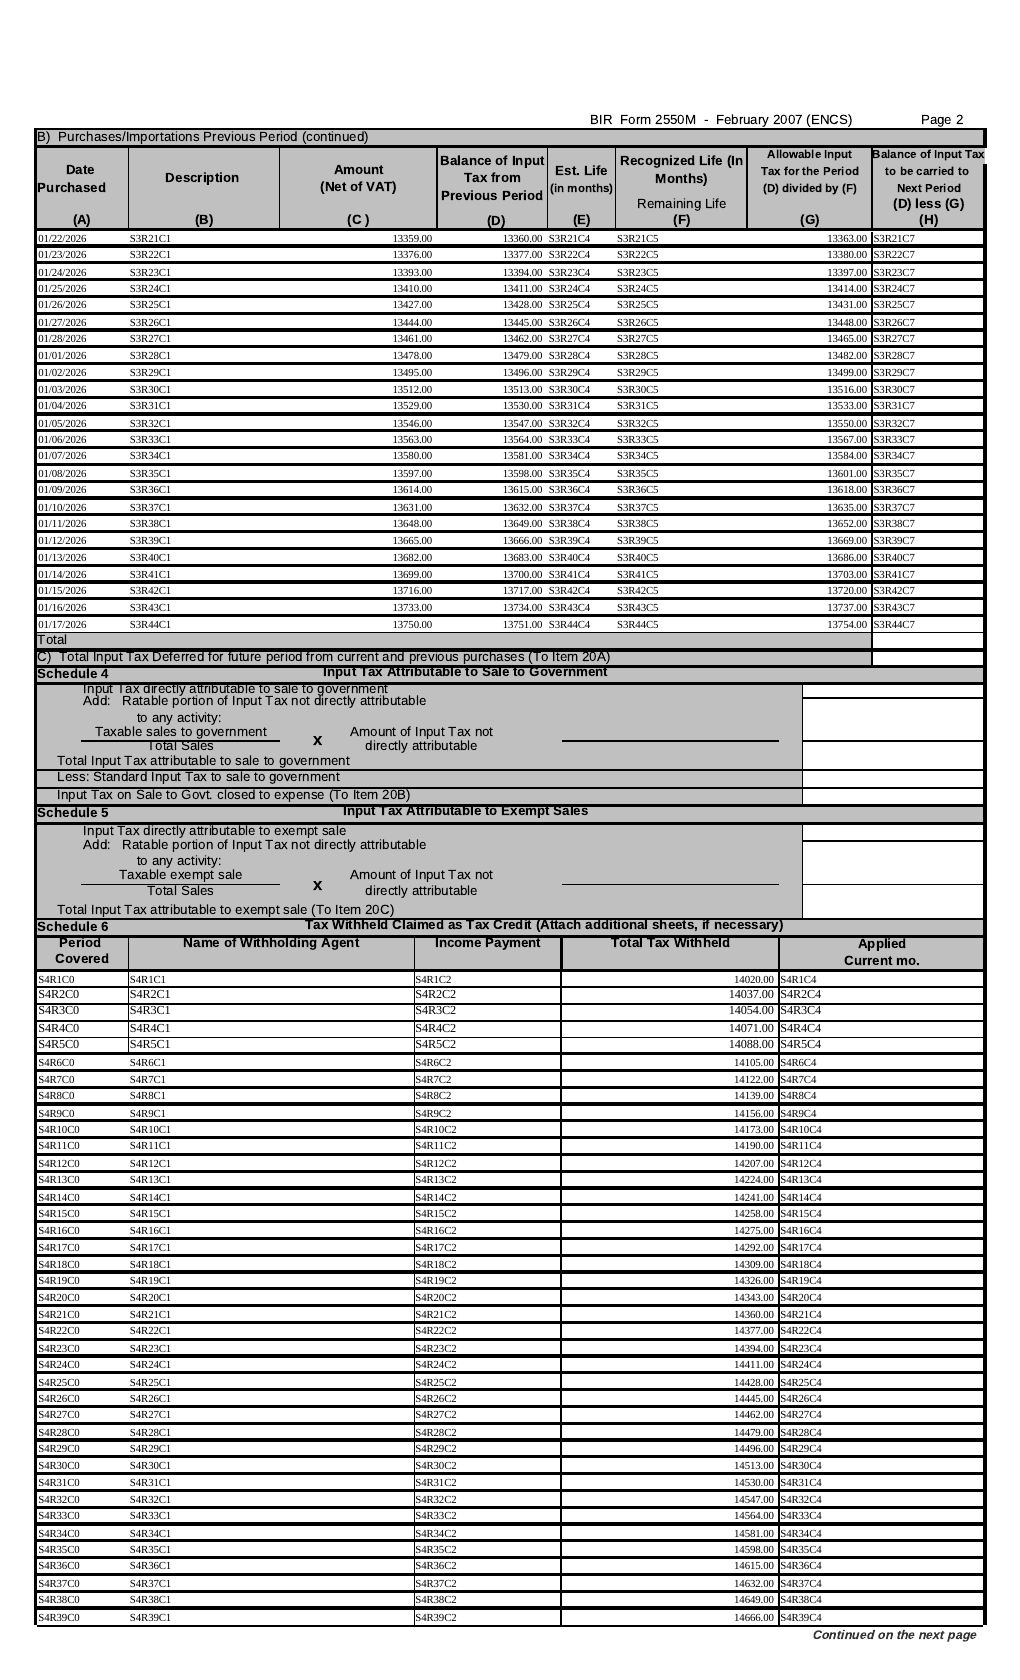 BIR Form 2550M - February 2007 (ENCS) Page 2
B) Purchases/Importations Previous Period (continued)
Date Purchased (A) Description (B) Amount (Net of VAT) (C ) Balance of Input Tax from Previous Period (D) Est. Life (in months) (E) Recognized Life (In Months) Remaining Life (F) Allowable Input Tax for the Period (D) divided by (F) (G) Balance of Input Tax to be carried to Next Period (D) less (G) (H)
01/22/2026 S3R21C1 13359.00 13360.00 S3R21C4 S3R21C5 13363.00 S3R21C7
01/23/2026 S3R22C1 13376.00 13377.00 S3R22C4 S3R22C5 13380.00 S3R22C7
01/24/2026 S3R23C1 13393.00 13394.00 S3R23C4 S3R23C5 13397.00 S3R23C7
01/25/2026 S3R24C1 13410.00 13411.00 S3R24C4 S3R24C5 13414.00 S3R24C7
01/26/2026 S3R25C1 13427.00 13428.00 S3R25C4 S3R25C5 13431.00 S3R25C7
01/27/2026 S3R26C1 13444.00 13445.00 S3R26C4 S3R26C5 13448.00 S3R26C7
01/28/2026 S3R27C1 13461.00 13462.00 S3R27C4 S3R27C5 13465.00 S3R27C7
01/01/2026 S3R28C1 13478.00 13479.00 S3R28C4 S3R28C5 13482.00 S3R28C7
01/02/2026 S3R29C1 13495.00 13496.00 S3R29C4 S3R29C5 13499.00 S3R29C7
01/03/2026 S3R30C1 13512.00 13513.00 S3R30C4 S3R30C5 13516.00 S3R30C7
01/04/2026 S3R31C1 13529.00 13530.00 S3R31C4 S3R31C5 13533.00 S3R31C7
01/05/2026 S3R32C1 13546.00 13547.00 S3R32C4 S3R32C5 13550.00 S3R32C7
01/06/2026 S3R33C1 13563.00 13564.00 S3R33C4 S3R33C5 13567.00 S3R33C7
01/07/2026 S3R34C1 13580.00 13581.00 S3R34C4 S3R34C5 13584.00 S3R34C7
01/08/2026 S3R35C1 13597.00 13598.00 S3R35C4 S3R35C5 13601.00 S3R35C7
01/09/2026 S3R36C1 13614.00 13615.00 S3R36C4 S3R36C5 13618.00 S3R36C7
01/10/2026 S3R37C1 13631.00 13632.00 S3R37C4 S3R37C5 13635.00 S3R37C7
01/11/2026 S3R38C1 13648.00 13649.00 S3R38C4 S3R38C5 13652.00 S3R38C7
01/12/2026 S3R39C1 13665.00 13666.00 S3R39C4 S3R39C5 13669.00 S3R39C7
01/13/2026 S3R40C1 13682.00 13683.00 S3R40C4 S3R40C5 13686.00 S3R40C7
01/14/2026 S3R41C1 13699.00 13700.00 S3R41C4 S3R41C5 13703.00 S3R41C7
01/15/2026 S3R42C1 13716.00 13717.00 S3R42C4 S3R42C5 13720.00 S3R42C7
01/16/2026 S3R43C1 13733.00 13734.00 S3R43C4 S3R43C5 13737.00 S3R43C7
01/17/2026 S3R44C1 13750.00 13751.00 S3R44C4 S3R44C5 13754.00 S3R44C7
Total
C) Total Input Tax Deferred for future period from current and previous purchases (To Item 20A)
Schedule 4 Input Tax Attributable to Sale to Government
Input Tax directly attributable to sale to government
Add: Ratable portion of Input Tax not directly attributable
to any activity:
Taxable sales to government x Amount of Input Tax not
Total Sales directly attributable
Total Input Tax attributable to sale to government
Less: Standard Input Tax to sale to government
Input Tax on Sale to Govt. closed to expense (To Item 20B)
Schedule 5 Input Tax Attributable to Exempt Sales
Input Tax directly attributable to exempt sale
Add: Ratable portion of Input Tax not directly attributable
to any activity:
Taxable exempt sale x Amount of Input Tax not
Total Sales directly attributable
Total Input Tax attributable to exempt sale (To Item 20C)
Schedule 6 Tax Withheld Claimed as Tax Credit (Attach additional sheets, if necessary)
Period Covered Name of Withholding Agent Income Payment Total Tax Withheld Applied Current mo.
S4R1C0 S4R1C1 S4R1C2 14020.00 S4R1C4
S4R2C0 S4R2C1 S4R2C2 14037.00 S4R2C4
S4R3C0 S4R3C1 S4R3C2 14054.00 S4R3C4
S4R4C0 S4R4C1 S4R4C2 14071.00 S4R4C4
S4R5C0 S4R5C1 S4R5C2 14088.00 S4R5C4
S4R6C0 S4R6C1 S4R6C2 14105.00 S4R6C4
S4R7C0 S4R7C1 S4R7C2 14122.00 S4R7C4
S4R8C0 S4R8C1 S4R8C2 14139.00 S4R8C4
S4R9C0 S4R9C1 S4R9C2 14156.00 S4R9C4
S4R10C0 S4R10C1 S4R10C2 14173.00 S4R10C4
S4R11C0 S4R11C1 S4R11C2 14190.00 S4R11C4
S4R12C0 S4R12C1 S4R12C2 14207.00 S4R12C4
S4R13C0 S4R13C1 S4R13C2 14224.00 S4R13C4
S4R14C0 S4R14C1 S4R14C2 14241.00 S4R14C4
S4R15C0 S4R15C1 S4R15C2 14258.00 S4R15C4
S4R16C0 S4R16C1 S4R16C2 14275.00 S4R16C4
S4R17C0 S4R17C1 S4R17C2 14292.00 S4R17C4
S4R18C0 S4R18C1 S4R18C2 14309.00 S4R18C4
S4R19C0 S4R19C1 S4R19C2 14326.00 S4R19C4
S4R20C0 S4R20C1 S4R20C2 14343.00 S4R20C4
S4R21C0 S4R21C1 S4R21C2 14360.00 S4R21C4
S4R22C0 S4R22C1 S4R22C2 14377.00 S4R22C4
S4R23C0 S4R23C1 S4R23C2 14394.00 S4R23C4
S4R24C0 S4R24C1 S4R24C2 14411.00 S4R24C4
S4R25C0 S4R25C1 S4R25C2 14428.00 S4R25C4
S4R26C0 S4R26C1 S4R26C2 14445.00 S4R26C4
S4R27C0 S4R27C1 S4R27C2 14462.00 S4R27C4
S4R28C0 S4R28C1 S4R28C2 14479.00 S4R28C4
S4R29C0 S4R29C1 S4R29C2 14496.00 S4R29C4
S4R30C0 S4R30C1 S4R30C2 14513.00 S4R30C4
S4R31C0 S4R31C1 S4R31C2 14530.00 S4R31C4
S4R32C0 S4R32C1 S4R32C2 14547.00 S4R32C4
S4R33C0 S4R33C1 S4R33C2 14564.00 S4R33C4
S4R34C0 S4R34C1 S4R34C2 14581.00 S4R34C4
S4R35C0 S4R35C1 S4R35C2 14598.00 S4R35C4
S4R36C0 S4R36C1 S4R36C2 14615.00 S4R36C4
S4R37C0 S4R37C1 S4R37C2 14632.00 S4R37C4
S4R38C0 S4R38C1 S4R38C2 14649.00 S4R38C4
S4R39C0 S4R39C1 S4R39C2 14666.00 S4R39C4
Continued on the next page